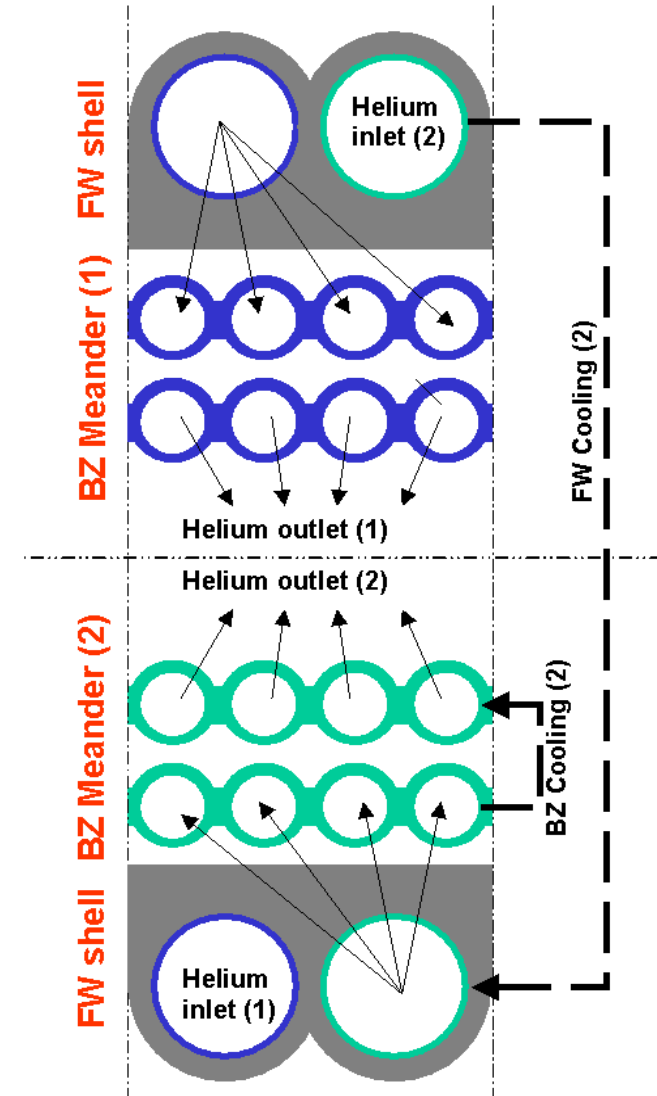 FW shell
Helium
inlet (2)
BZ Meander (1)
FW Cooling (2)
Helium outlet (1)
Helium outlet (2)
BZ Meander (2)
BZ Cooling (2)
FW shell
Helium
inlet (1)